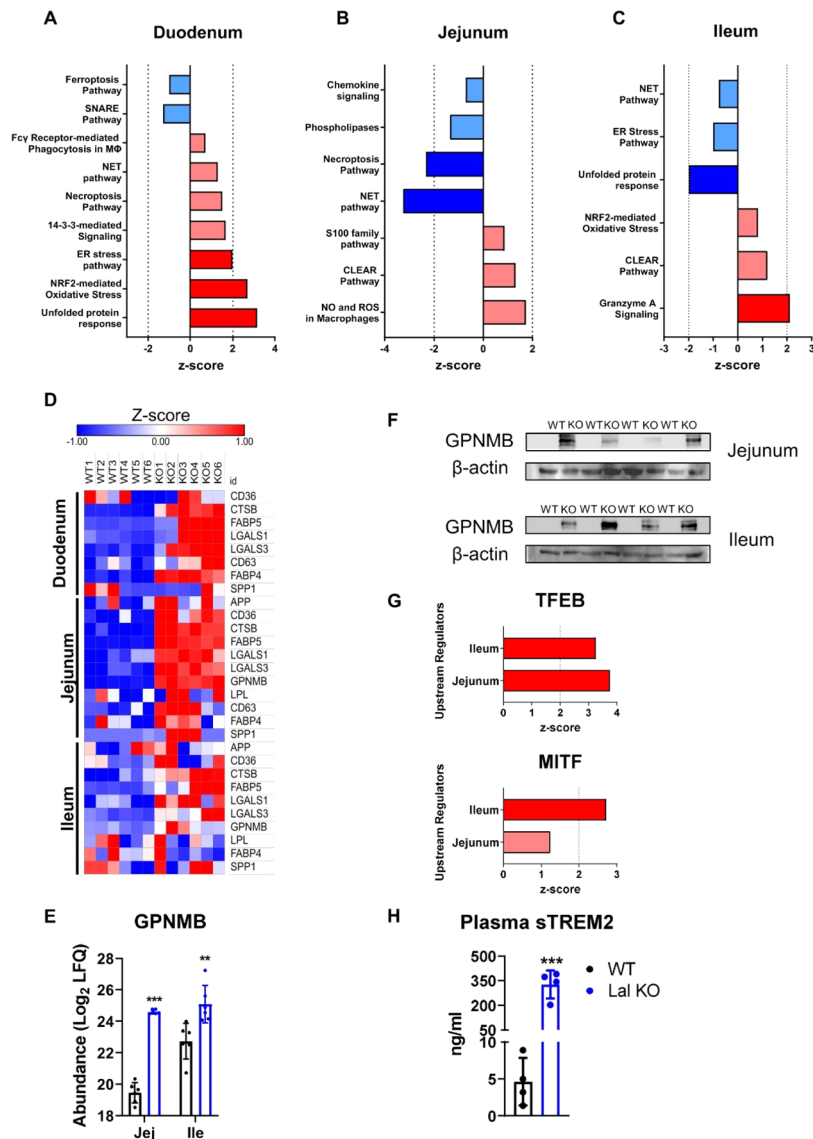 A
Duodenum
Ferroptosis
Pathway
SNARE
Pathway
Fcγ Receptor-mediated
Phagocytosis in MΦ
NET
pathway
Necroptosis
Pathway
14-3-3-mediated
Signaling
ER stress
pathway
NRF2-mediated
Oxidative Stress
Unfolded protein
response
-2 0 2 4
z-score
B
Jejunum
Chemokine
signaling
Phospholipases
Necroptosis
Pathway
NET
pathway
S100 family
pathway
CLEAR
Pathway
NO and ROS
in Macrophages
-4 -2 0 2
z-score
C
Ileum
NET
Pathway
ER Stress
Pathway
Unfolded protein
response
NRF2-mediated
Oxidative Stress
CLEAR
Pathway
Granzyme A
Signaling
-3 -2 -1 0 1 2 3
z-score
D
Z-score
-1.00 0.00 1.00
WT1 WT2 WT3 WT4 WT5 WT6 KO1 KO2 KO3 KO4 KO5 KO6 id
Duodenum
CD36
CTSB
FABP5
LGALS1
LGALS3
CD63
FABP4
SPP1
Jejunum
APP
CD36
CTSB
FABP5
LGALS1
LGALS3
GPNMB
LPL
CD63
FABP4
SPP1
Ileum
APP
CD36
CTSB
FABP5
LGALS1
LGALS3
GPNMB
LPL
FABP4
SPP1
E
GPNMB
Abundance (Log2 LFQ)
28
26
24
22
20
18
***
**
Jej Ile
F
WT KO WT KO WT KO WT KO
GPNMB
β-actin
Jejunum
WT KO WT KO WT KO WT KO
GPNMB
β-actin
Ileum
G
TFEB
Upstream Regulators
Ileum
Jejunum
0 1 2 3 4
z-score
MITF
Upstream Regulators
Ileum
Jejunum
0 1 2 3
z-score
H
Plasma sTREM2
ng/ml
500
350
200
50
10
5
0
***
WT
Lal KO